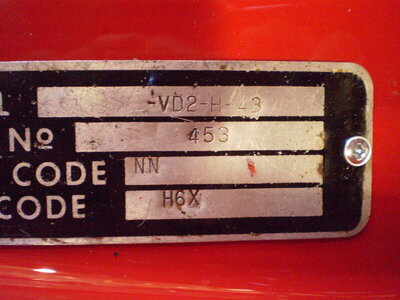 L -VD2-H-43
No 453
CODE NN
CODE H6X